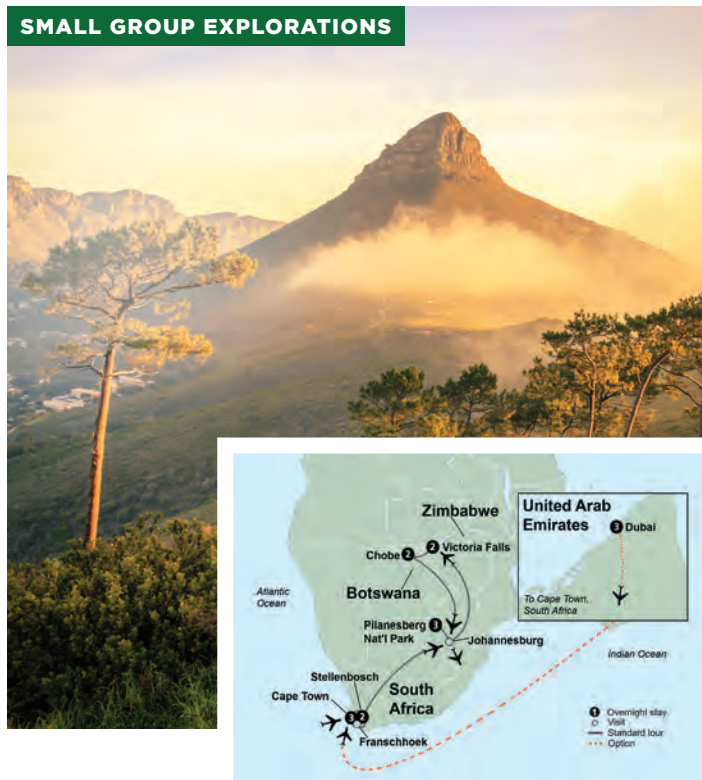 SMALL GROUP EXPLORATIONS
Zimbabwe
2 Victoria Falls
Chobe 2
Botswana
Atlantic
Ocean
Pilanesberg 3
Nat'l Park
Johannesburg
Stellenbosch
Cape Town
3 2
South
Africa
Franschhoek
United Arab
Emirates
3 Dubai
To Cape Town,
South Africa
Indian Ocean
1 Overnight stay
Visit
Standard tour
Option